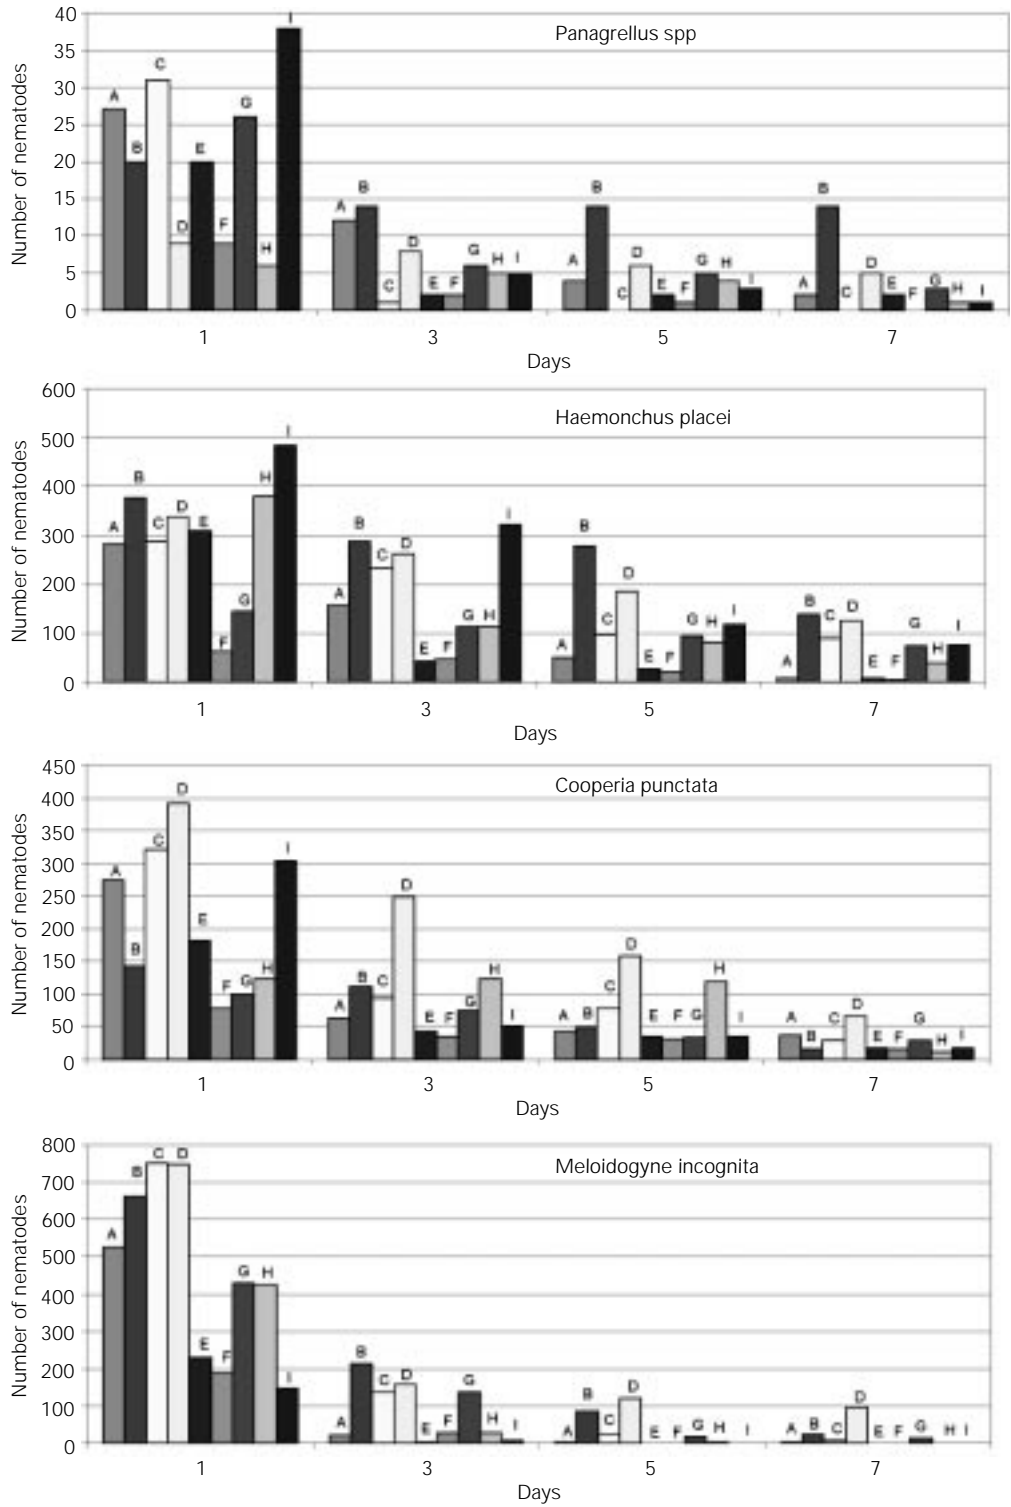 Panagrellus spp
Number of nematodes
40
35
30
25
20
15
10
5
0
A B C D E F G H I
A B C D E F G H I
A B C D E F G H I
A B C D E F G H I
1 3 5 7
Days
Haemonchus placei
Number of nematodes
600
500
400
300
200
100
0
A B C D E F G H I
A B C D E F G H I
A B C D E F G H I
A B C D E F G H I
1 3 5 7
Days
Cooperia punctata
Number of nematodes
450
400
350
300
250
200
150
100
50
0
A B C D E F G H I
A B C D E F G H I
A B C D E F G H I
A B C D E F G H I
1 3 5 7
Days
Meloidogyne incognita
Number of nematodes
800
700
600
500
400
300
200
100
0
A B C D E F G H I
A B C D E F G H I
A B C D E F G H I
A B C D E F G H I
1 3 5 7
Days